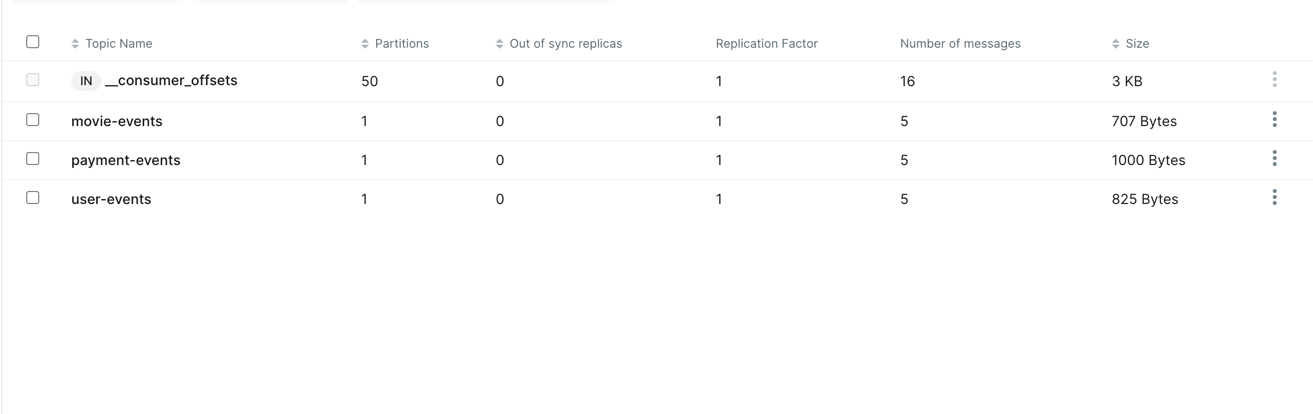 Topic Name Partitions Out of sync replicas Replication Factor Number of messages Size
IN __consumer_offsets 50 0 1 16 3 KB
movie-events 1 0 1 5 707 Bytes
payment-events 1 0 1 5 1000 Bytes
user-events 1 0 1 5 825 Bytes